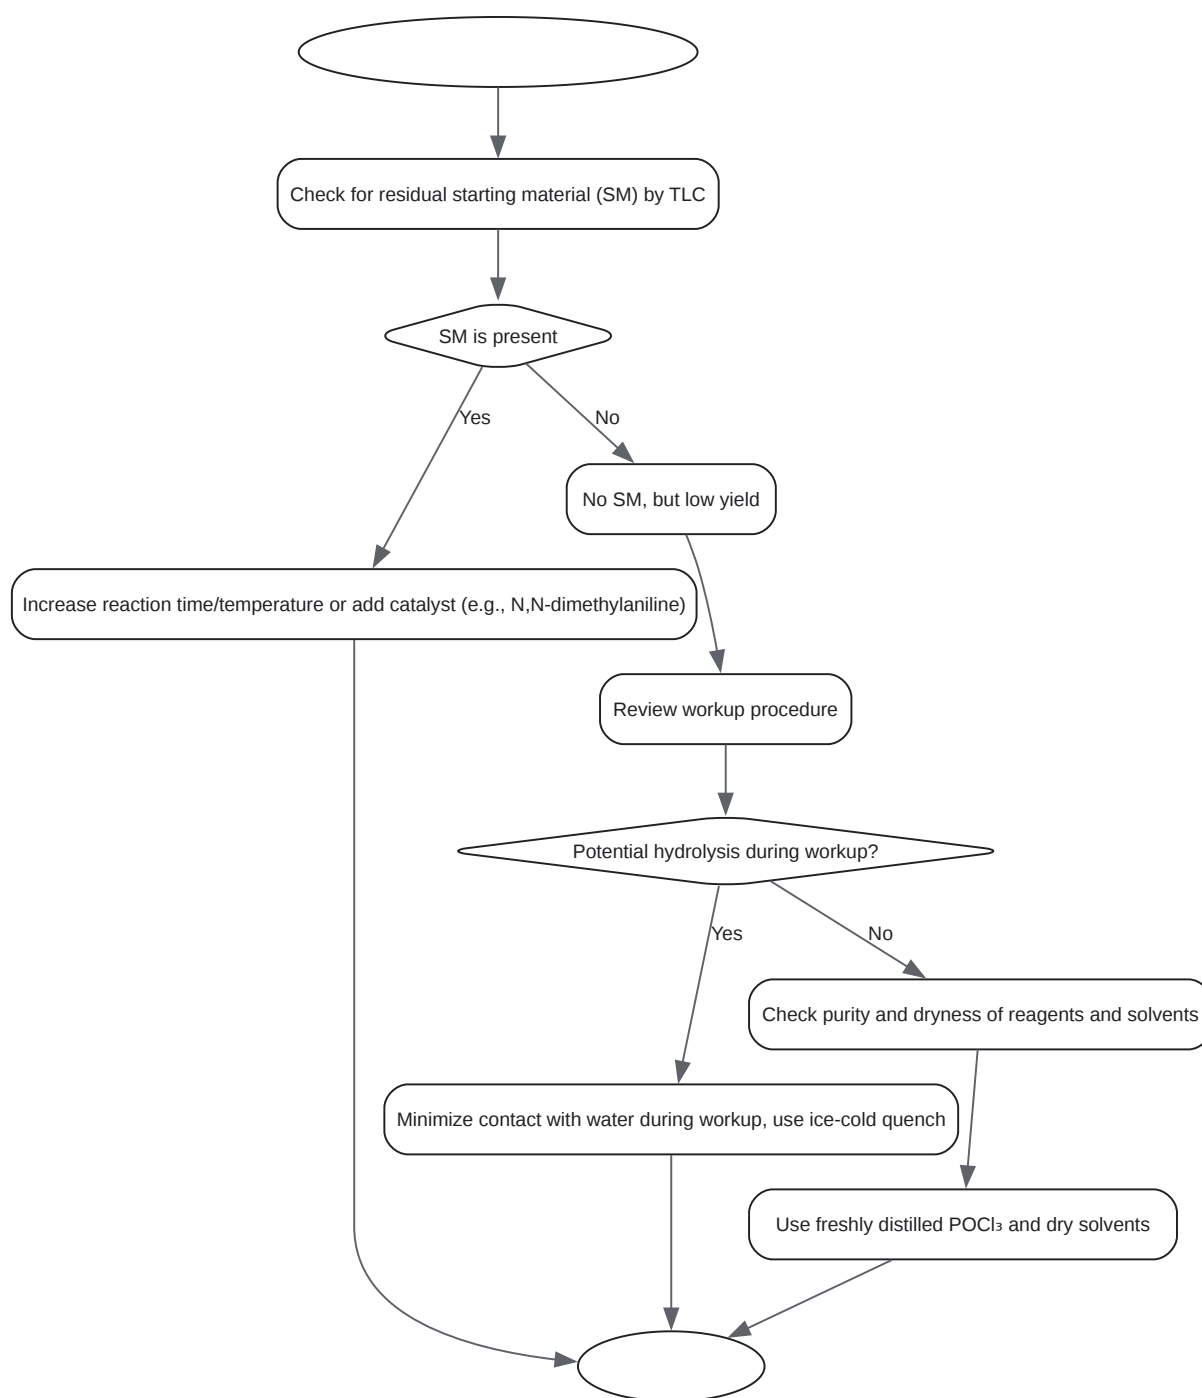 Check for residual starting material (SM) by TLC
SM is present
Yes
No
No SM, but low yield
Increase reaction time/temperature or add catalyst (e.g., N,N-dimethylaniline)
Review workup procedure
Potential hydrolysis during workup?
Yes
No
Check purity and dryness of reagents and solvents
Minimize contact with water during workup, use ice-cold quench
Use freshly distilled POCl₃ and dry solvents